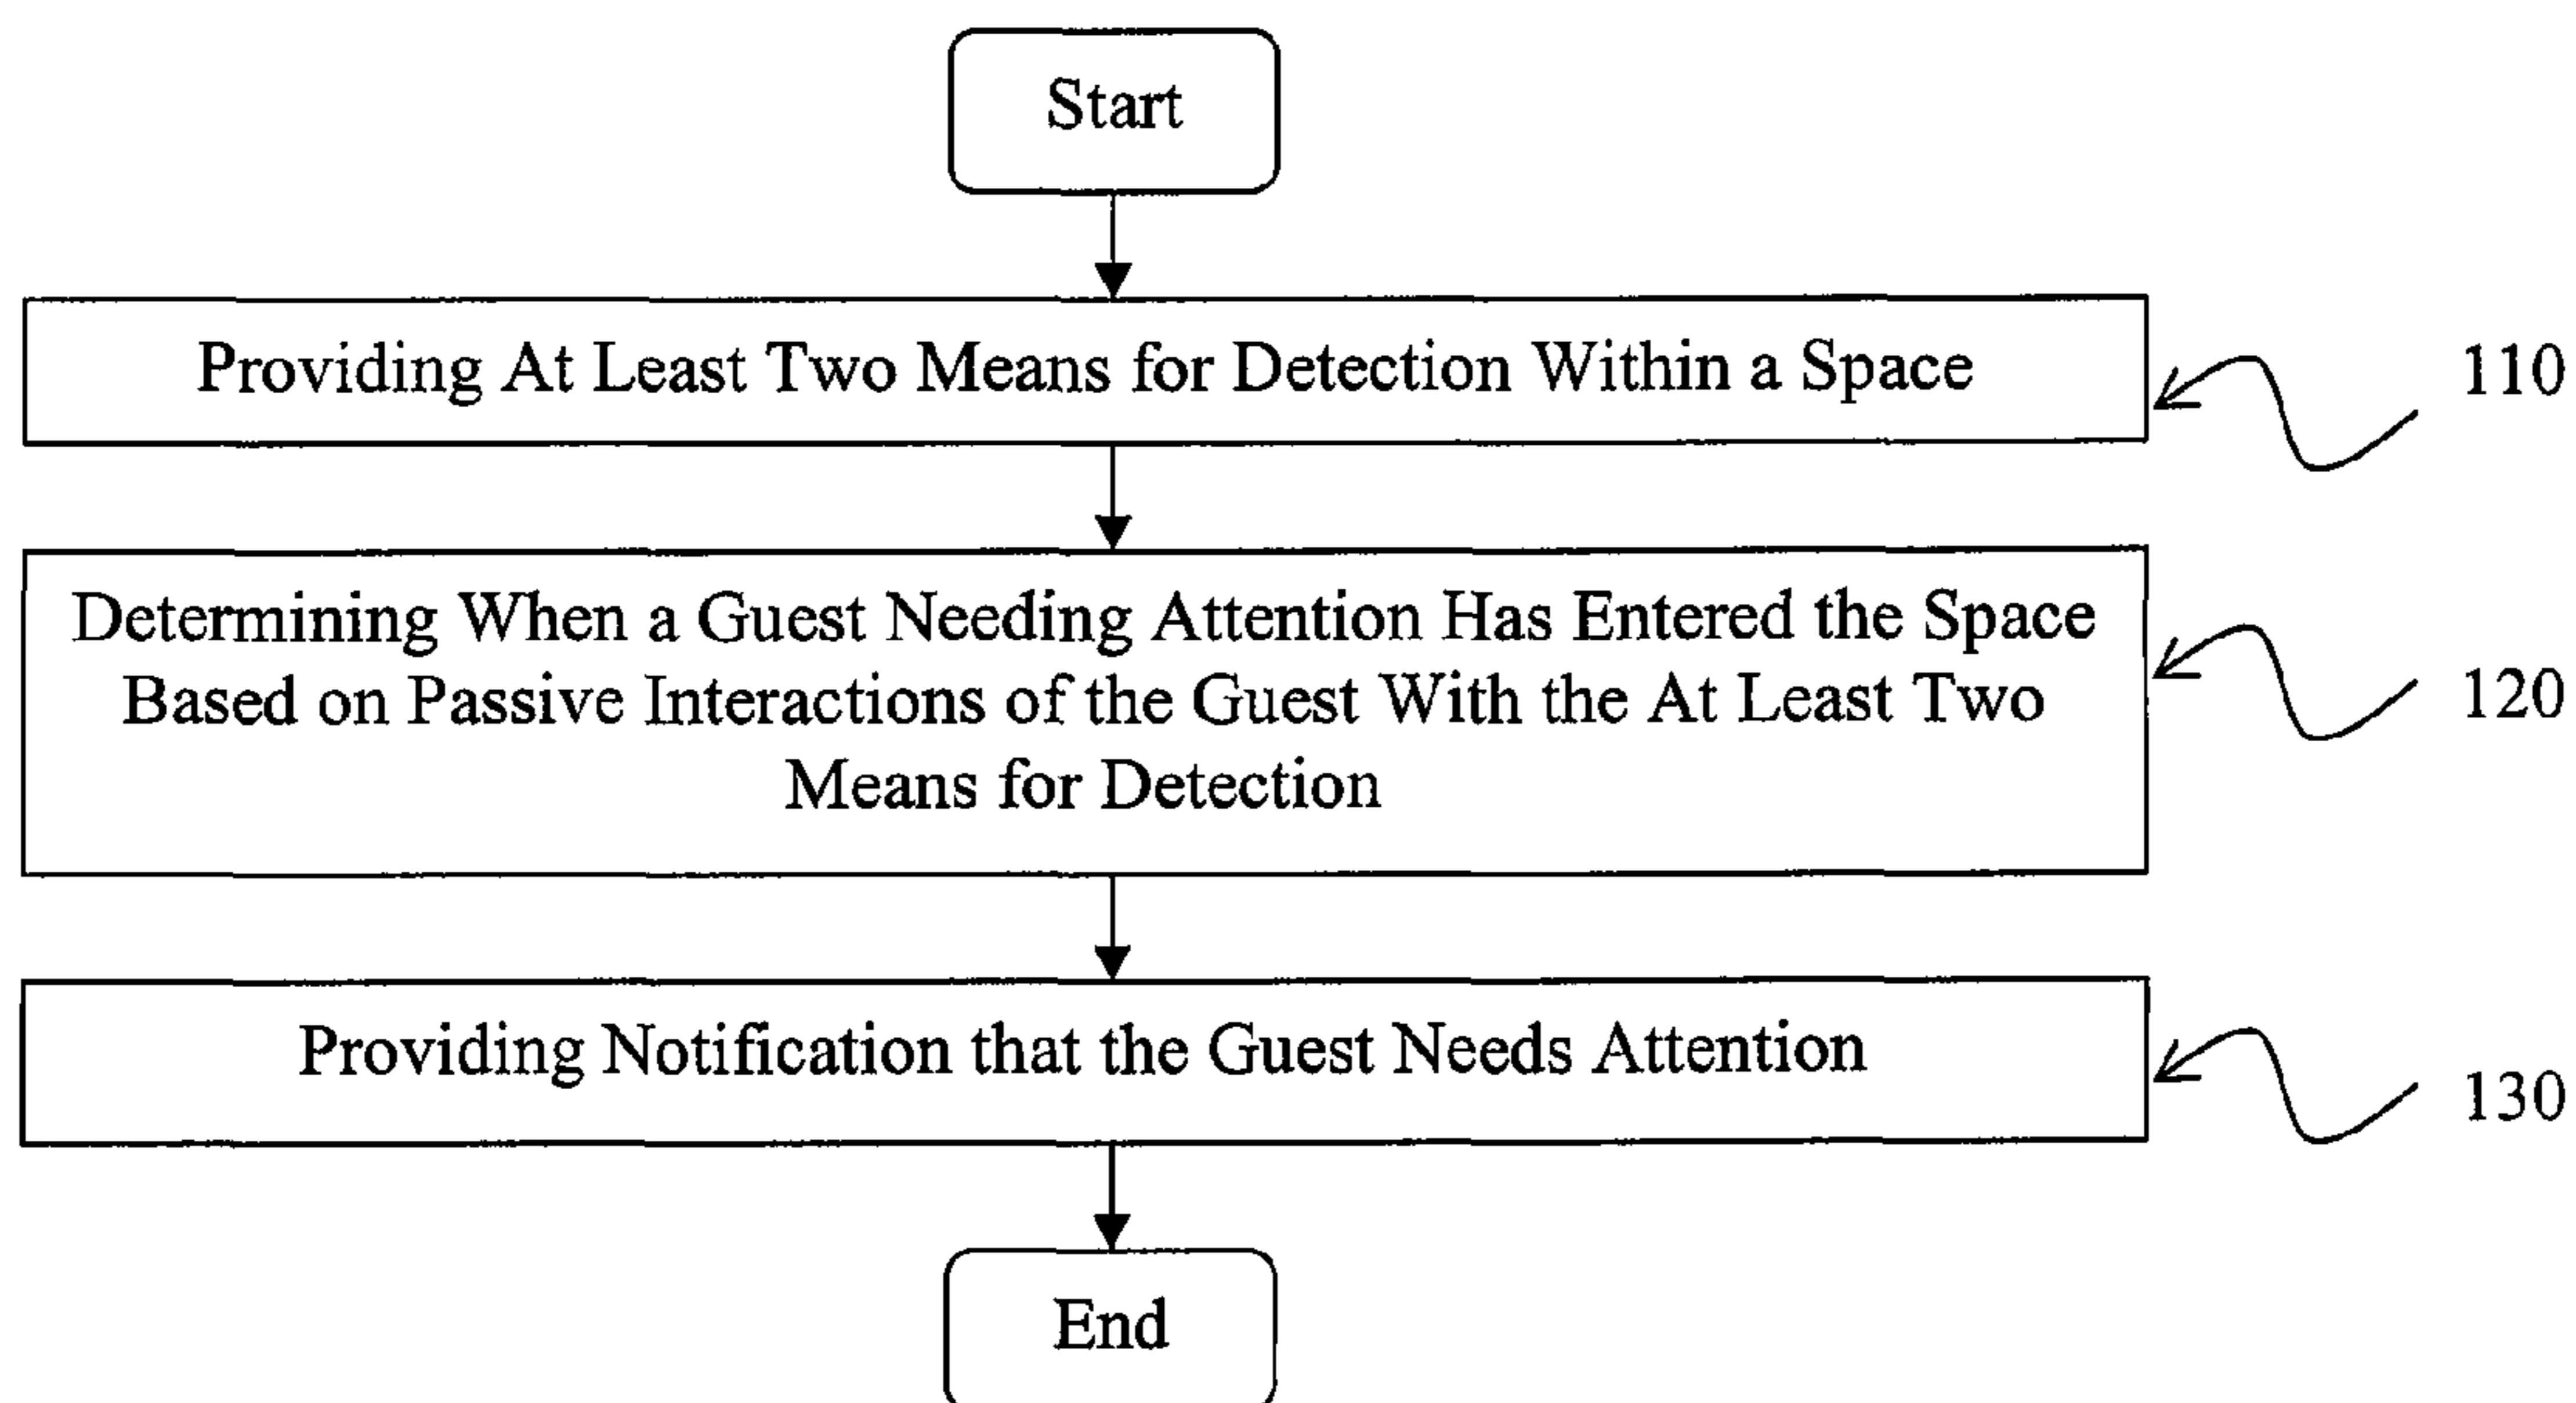 Start
Providing At Least Two Means for Detection Within a Space
110
Determining When a Guest Needing Attention Has Entered the Space
Based on Passive Interactions of the Guest With the At Least Two
Means for Detection
120
Providing Notification that the Guest Needs Attention
130
End